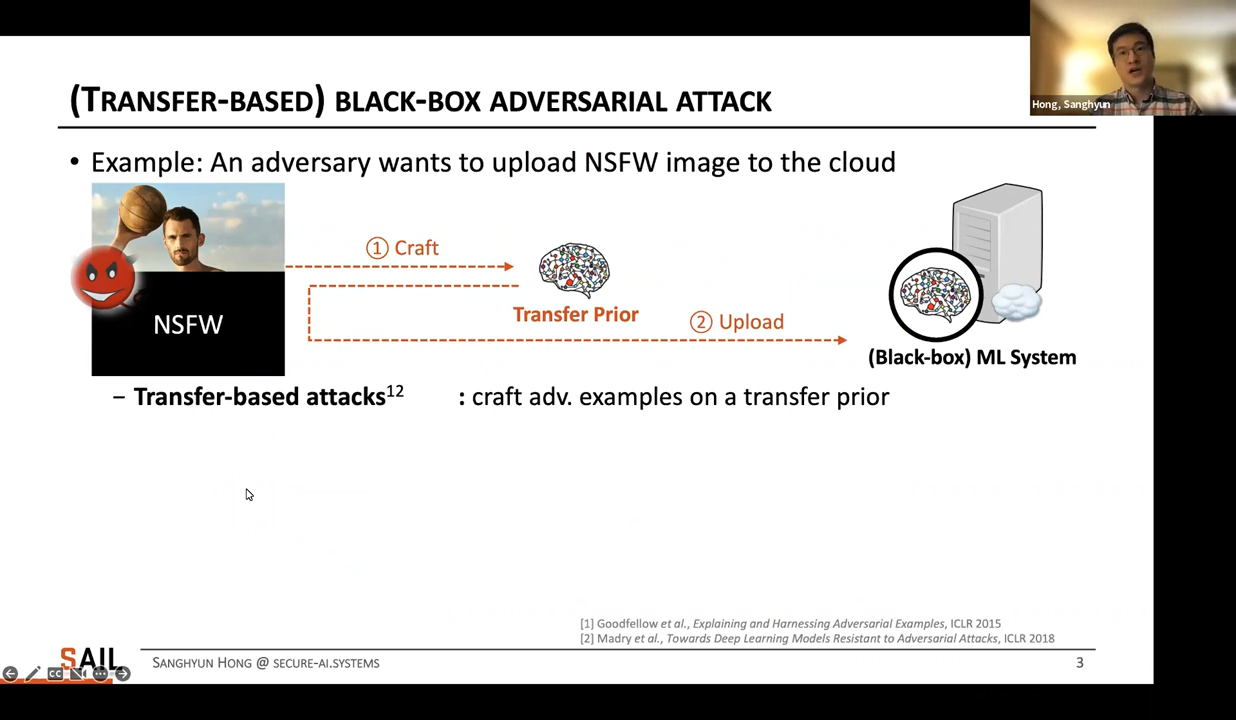 Hong, Sanghyun
(TRANSFER-BASED) BLACK-BOX ADVERSARIAL ATTACK
• Example: An adversary wants to upload NSFW image to the cloud
① Craft
Transfer Prior
② Upload
NSFW
(Black-box) ML System
– Transfer-based attacks¹² : craft adv. examples on a transfer prior
[1] Goodfellow et al., Explaining and Harnessing Adversarial Examples, ICLR 2015
[2] Madry et al., Towards Deep Learning Models Resistant to Adversarial Attacks, ICLR 2018
SAIL
SANGHYUN HONG @ SECURE-AI.SYSTEMS
3
CC